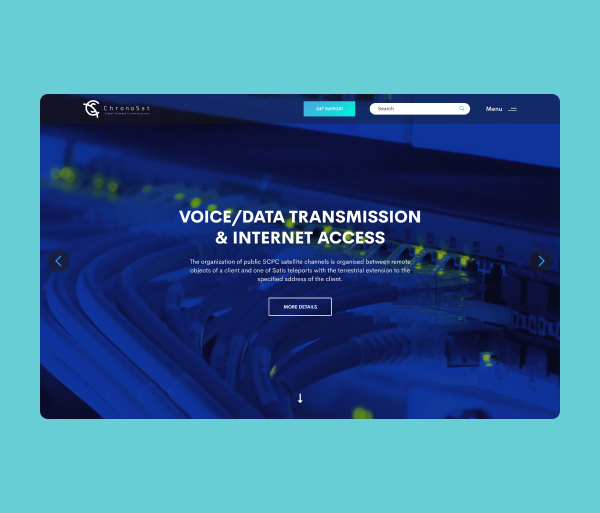 ChronoSat
GET SUPPORT
Search
Menu
VOICE/DATA TRANSMISSION
& INTERNET ACCESS
The organization of public SCPC satellite channels is organised between remote
objects of a client and one of Satis teleports with the terrestrial extension to the
specified address of the client.
MORE DETAILS